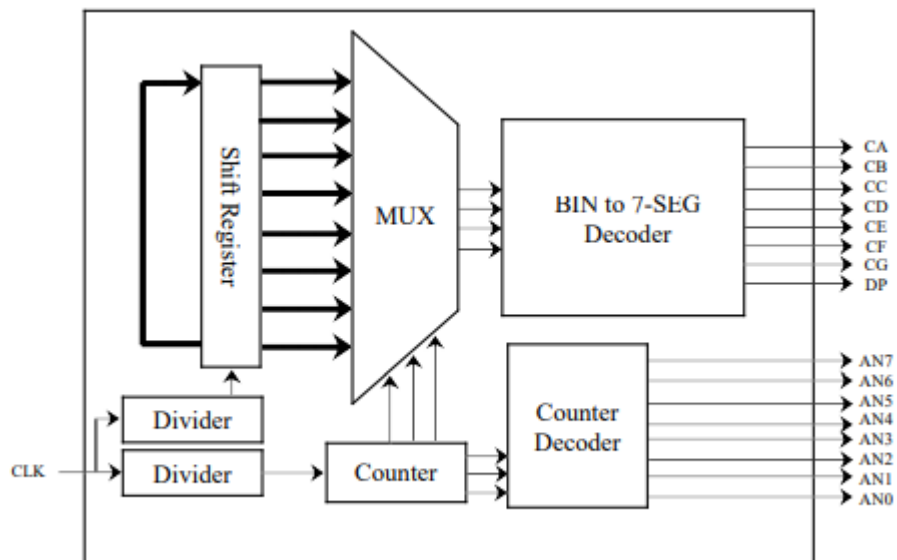 Shift Register
MUX
BIN to 7-SEG
Decoder
CA
CB
CC
CD
CE
CF
CG
DP
Divider
CLK
Divider
Counter
Counter
Decoder
AN7
AN6
AN5
AN4
AN3
AN2
AN1
AN0